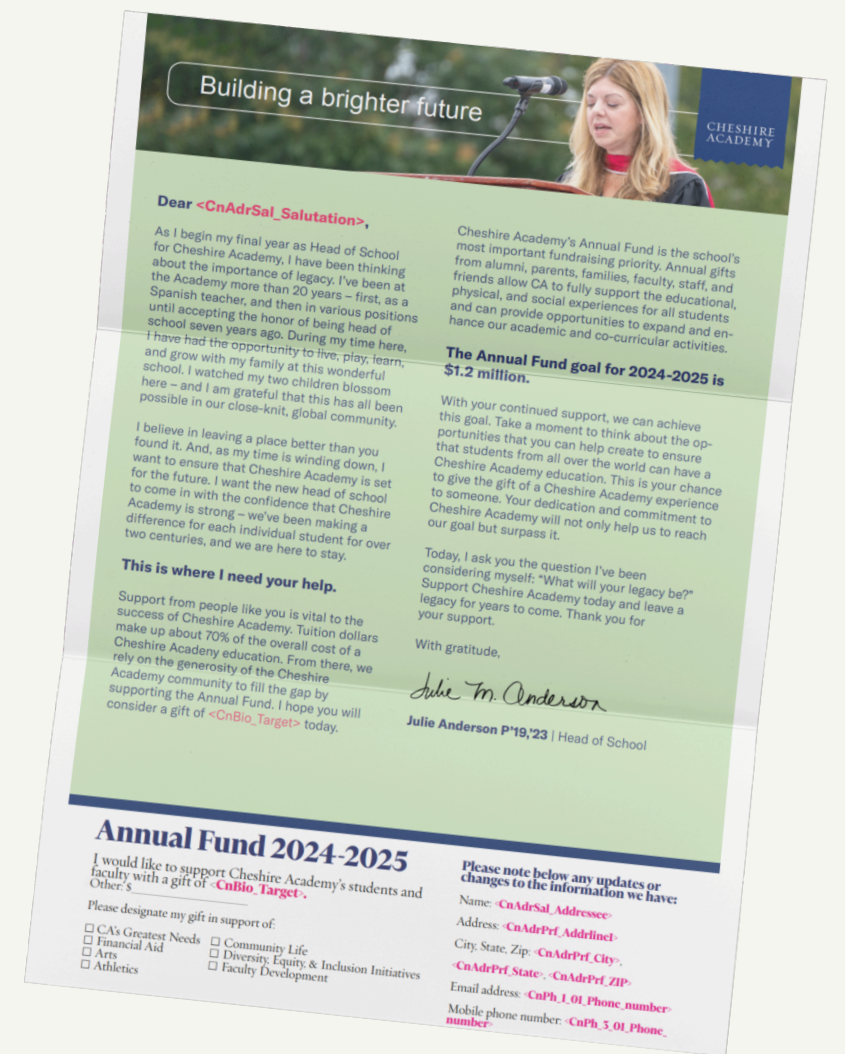 Building a brighter future
CHESHIRE
ACADEMY
Dear <CnAdrSal_Salutation>,
As I begin my final year as Head of School
for Cheshire Academy, I have been thinking
about the importance of legacy. I've been at
the Academy more than 20 years – first, as a
Spanish teacher, and then in various positions
until accepting the honor of being head of
school seven years ago. During my time here,
I have had the opportunity to live, play, learn,
and grow with my family at this wonderful
school. I watched my two children blossom
here – and I am grateful that this has all been
possible in our close-knit, global community.
I believe in leaving a place better than you
found it. And, as my time is winding down, I
want to ensure that Cheshire Academy is set
for the future. I want the new head of school
to come in with the confidence that Cheshire
Academy is strong – we've been making a
difference for each individual student for over
two centuries, and we are here to stay.
This is where I need your help.
Support from people like you is vital to the
success of Cheshire Academy. Tuition dollars
make up about 70% of the overall cost of a
Cheshire Academy education. From there, we
rely on the generosity of the Cheshire
Academy community to fill the gap by
supporting the Annual Fund. I hope you will
consider a gift of <CnBio_Target> today.
Cheshire Academy's Annual Fund is the school's
most important fundraising priority. Annual gifts
from alumni, parents, families, faculty, staff, and
friends allow CA to fully support the educational,
physical, and social experiences for all students
and can provide opportunities to expand and en-
hance our academic and co-curricular activities.
The Annual Fund goal for 2024-2025 is
$1.2 million.
With your continued support, we can achieve
this goal. Take a moment to think about the op-
portunities that you can help create to ensure
that students from all over the world can have a
Cheshire Academy education. This is your chance
to give the gift of a Cheshire Academy experience
to someone. Your dedication and commitment to
Cheshire Academy will not only help us to reach
our goal but surpass it.
Today, I ask you the question I've been
considering myself: "What will your legacy be?"
Support Cheshire Academy today and leave a
legacy for years to come. Thank you for
your support.
With gratitude,
Julie M. Anderson
Julie Anderson P'19,'23 | Head of School
Annual Fund 2024-2025
I would like to support Cheshire Academy's students and
faculty with a gift of <CnBio_Target>.
Other: $
Please designate my gift in support of:
CA's Greatest Needs
Financial Aid
Arts
Athletics
Community Life
Diversity, Equity, & Inclusion Initiatives
Faculty Development
Please note below any updates or
changes to the information we have:
Name: <CnAdrSal_Addressee>
Address: <CnAdrPrf_Addrline1>
City, State, Zip: <CnAdrPrf_City>,
<CnAdrPrf_State>, <CnAdrPrf_ZIP>
Email address: <CnPh_1_01_Phone_number>
Mobile phone number: <CnPh_3_01_Phone_
number>